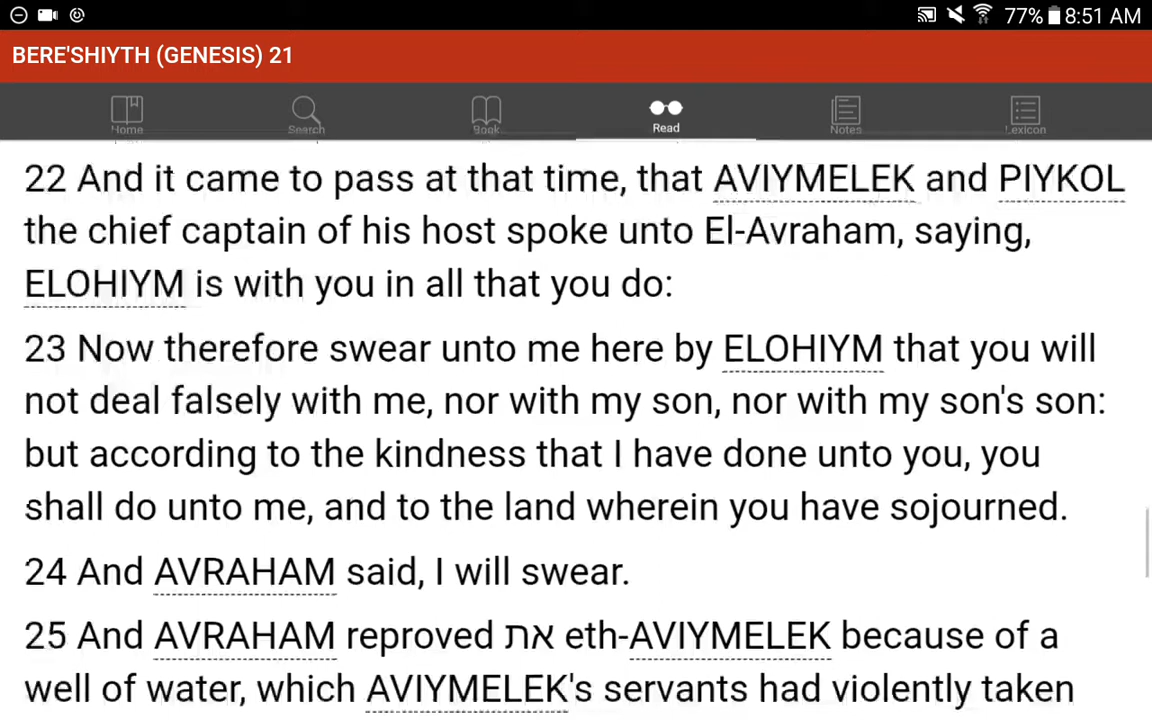 77% 8:51 AM
BERE'SHIYTH (GENESIS) 21
Home Search Book Read Notes Lexicon
22 And it came to pass at that time, that AVIYMELEK and PIYKOL
the chief captain of his host spoke unto El-Avraham, saying,
ELOHIYM is with you in all that you do:
23 Now therefore swear unto me here by ELOHIYM that you will
not deal falsely with me, nor with my son, nor with my son's son:
but according to the kindness that I have done unto you, you
shall do unto me, and to the land wherein you have sojourned.
24 And AVRAHAM said, I will swear.
25 And AVRAHAM reproved את eth-AVIYMELEK because of a
well of water, which AVIYMELEK's servants had violently taken